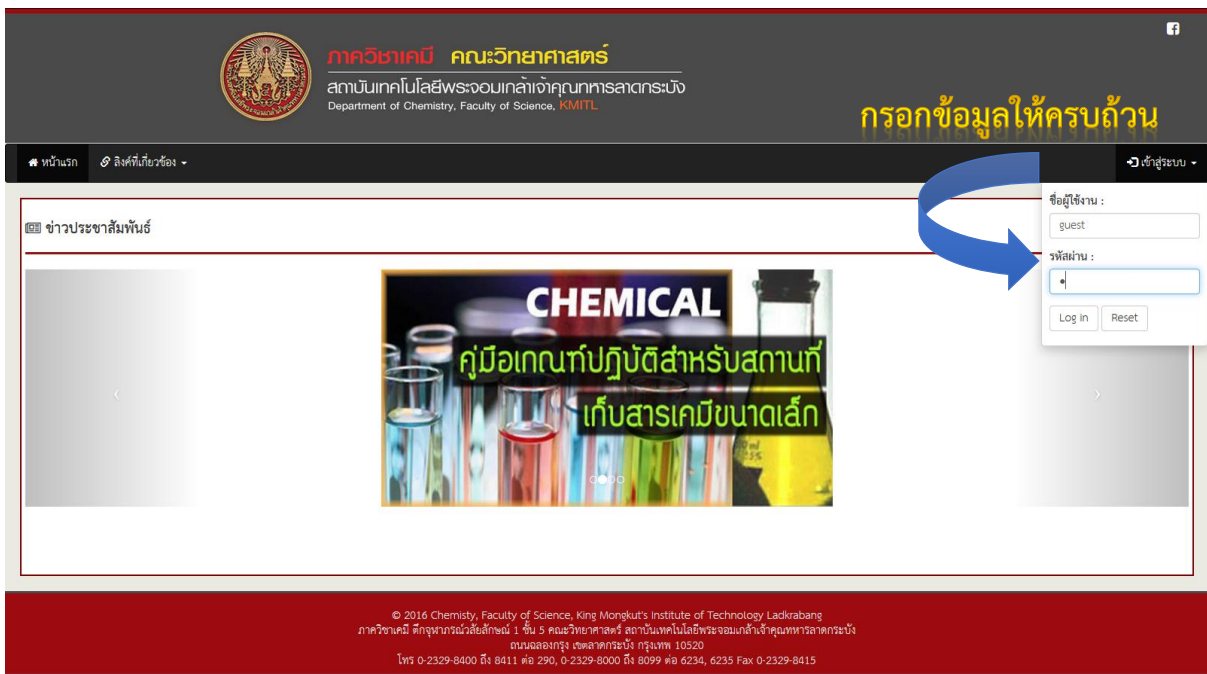 ภาควิชาเคมี คณะวิทยาศาสตร์
สถาบันเทคโนโลยีพระจอมเกล้าเจ้าคุณทหารลาดกระบัง
Department of Chemistry, Faculty of Science, KMITL
กรอกข้อมูลให้ครบถ้วน
หน้าแรก
ลิงค์ที่เกี่ยวข้อง
เข้าสู่ระบบ
ชื่อผู้ใช้งาน :
guest
รหัสผ่าน :
Log in Reset
ข่าวประชาสัมพันธ์
CHEMICAL
คู่มือเกณฑ์ปฏิบัติสำหรับสถานที่
เก็บสารเคมีขนาดเล็ก
© 2016 Chemisty, Faculty of Science, King Mongkut's Institute of Technology Ladkrabang
ภาควิชาเคมี ตึกจุฬาภรณ์วลัยลักษณ์ 1 ชั้น 5 คณะวิทยาศาสตร์ สถาบันเทคโนโลยีพระจอมเกล้าเจ้าคุณทหารลาดกระบัง
ถนนฉลองกรุง เขตลาดกระบัง กรุงเทพ 10520
โทร 0-2329-8400 ถึง 8411 ต่อ 290, 0-2329-8000 ถึง 8099 ต่อ 6234, 6235 Fax 0-2329-8415